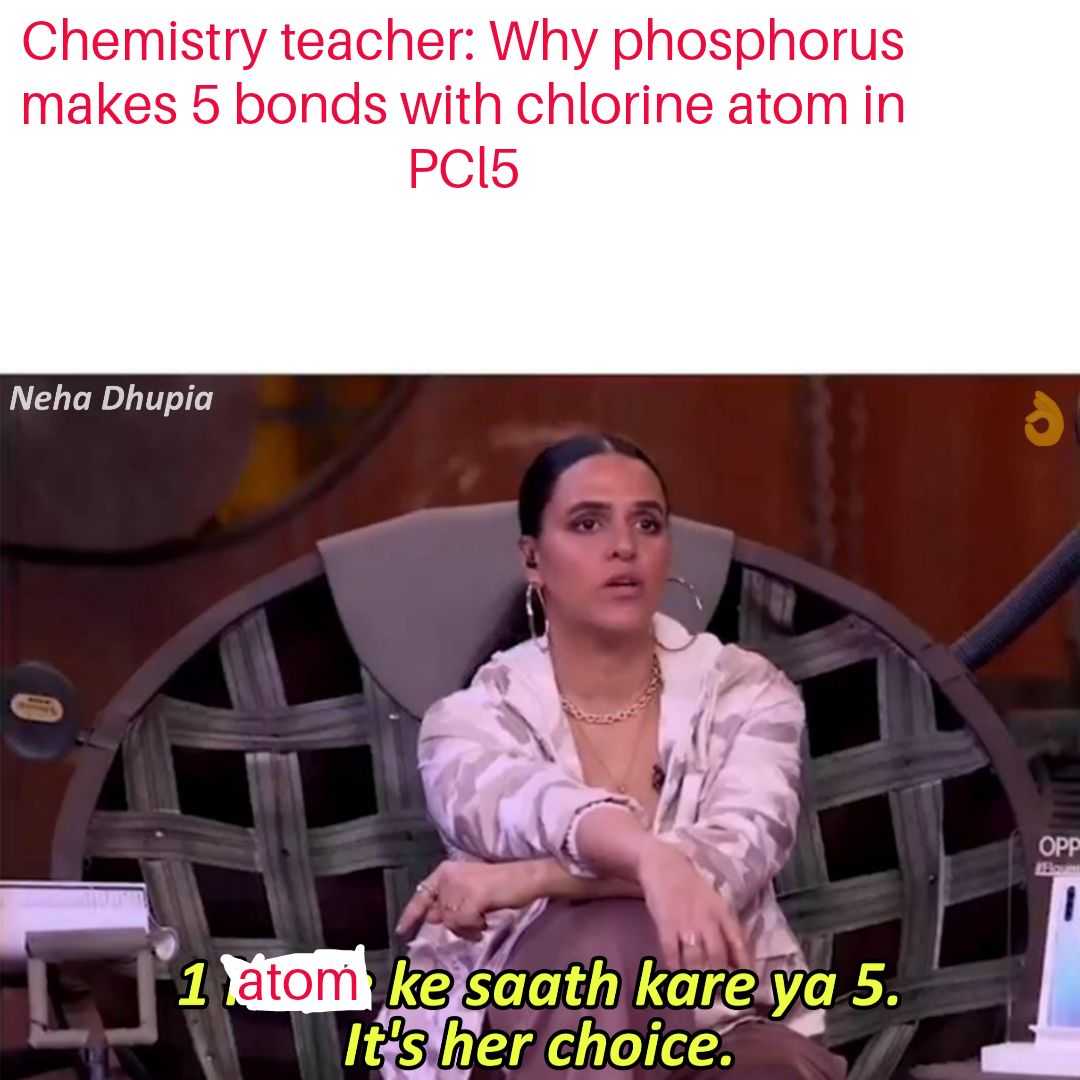 Chemistry teacher: Why phosphorus
makes 5 bonds with chlorine atom in
PCl5
Neha Dhupia
OPP
1 atom ke saath kare ya 5.
It's her choice.